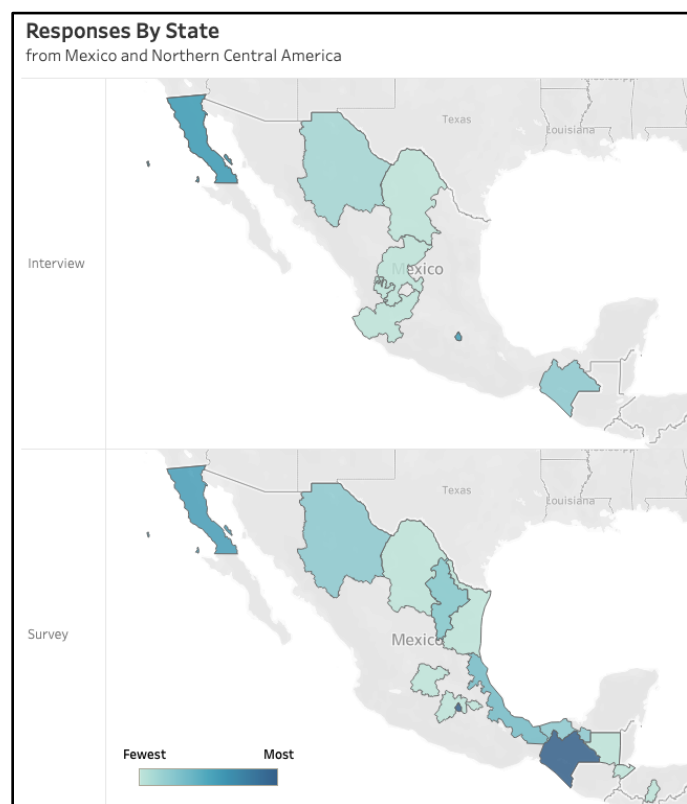 Responses By State
from Mexico and Northern Central America
Texas
Louisiana
Interview
Mexico
Texas
Louisiana
Survey
Mexico
Fewest
Most